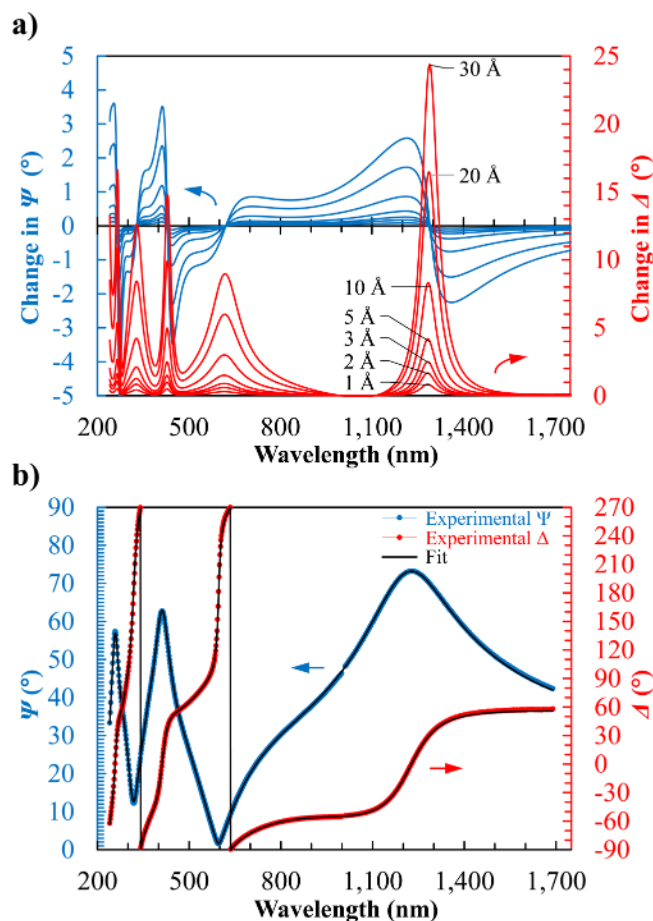 a)
Change in Ψ (°)
5
4
3
2
1
0
-1
-2
-3
-4
-5
30 Å
20 Å
10 Å
5 Å
3 Å
2 Å
1 Å
25
20
15
10
5
0
Change in Δ (°)
200 500 800 1,100 1,400 1,700
Wavelength (nm)
b)
Ψ (°)
90
80
70
60
50
40
30
20
10
0
Experimental Ψ
Experimental Δ
Fit
270
240
210
180
150
120
90
60
30
0
-30
-60
-90
Δ (°)
200 500 800 1,100 1,400 1,700
Wavelength (nm)